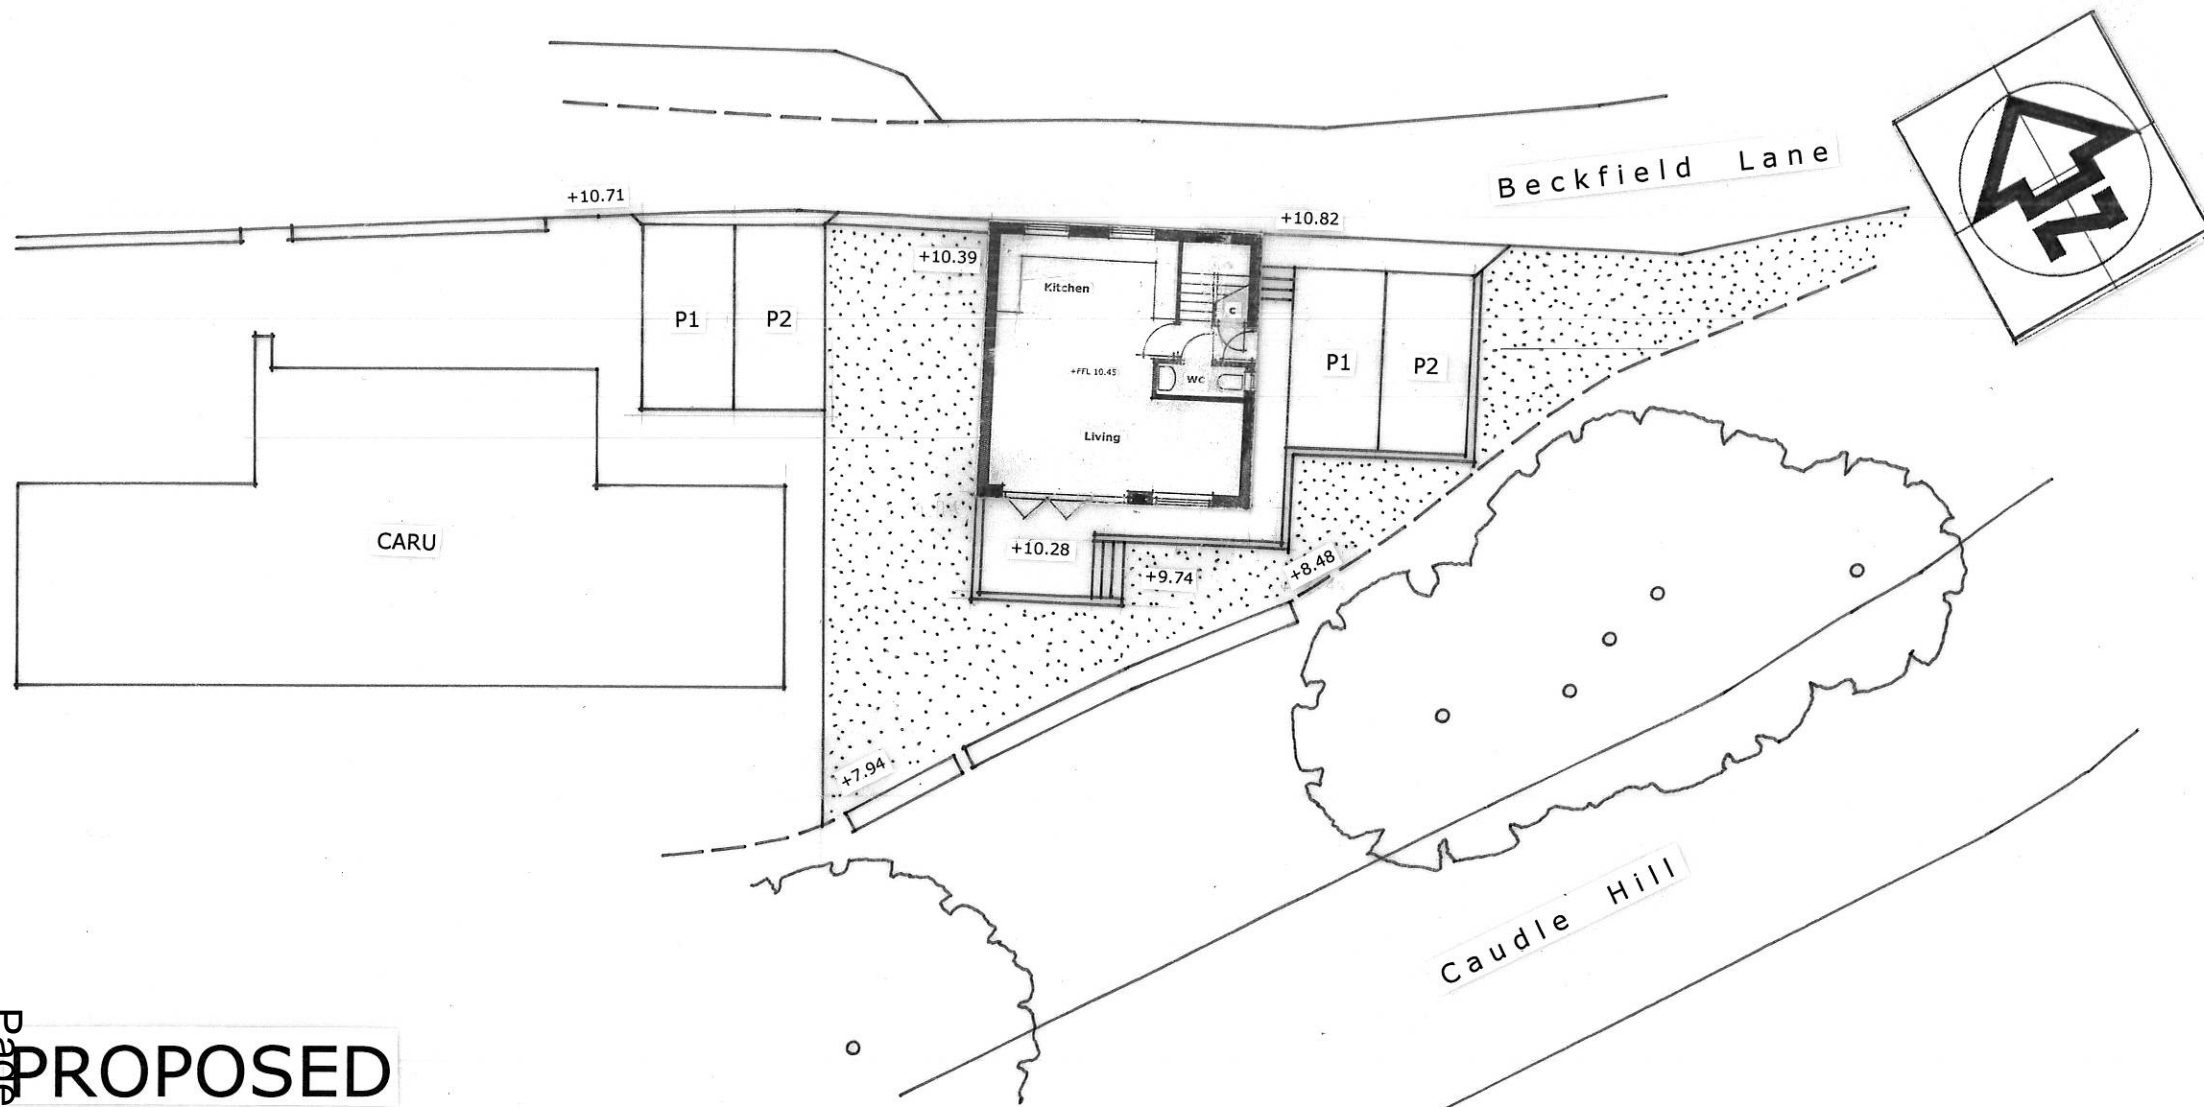 Beckfield Lane
N
+10.71
+10.82
+10.39
Kitchen
P1
P2
c
P1
P2
+FFL 10.45
WC
Living
CARU
+10.28
+9.74
+8.48
+7.94
Caudle Hill
Page
PROPOSED